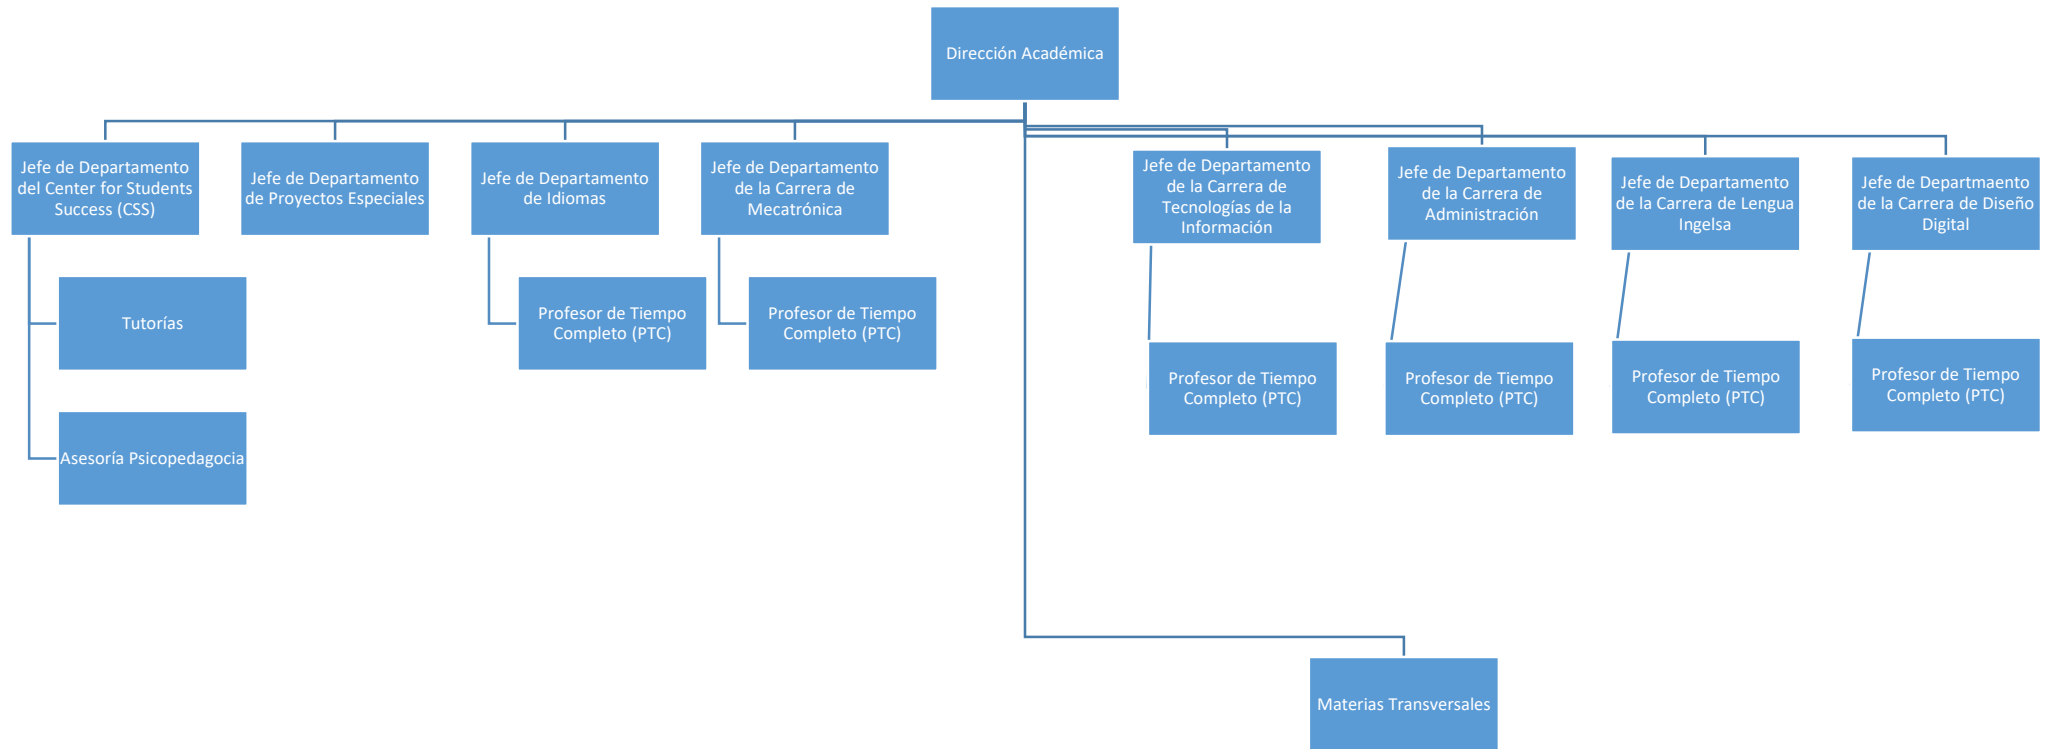 Dirección Académica
Jefe de Departamento
del Center for Students
Success (CSS)
Jefe de Departamento
de Proyectos Especiales
Jefe de Departamento
de Idiomas
Jefe de Departamento
de la Carrera de
Mecatrónica
Jefe de Departamento
de la Carrera de
Tecnologías de la
Información
Jefe de Departamento
de la Carrera de
Administración
Jefe de Departamento
de la Carrera de Lengua
Ingelsa
Jefe de Departmaento
de la Carrera de Diseño
Digital
Tutorías
Profesor de Tiempo
Completo (PTC)
Profesor de Tiempo
Completo (PTC)
Profesor de Tiempo
Completo (PTC)
Profesor de Tiempo
Completo (PTC)
Profesor de Tiempo
Completo (PTC)
Profesor de Tiempo
Completo (PTC)
Asesoría Psicopedagocia
Materias Transversales